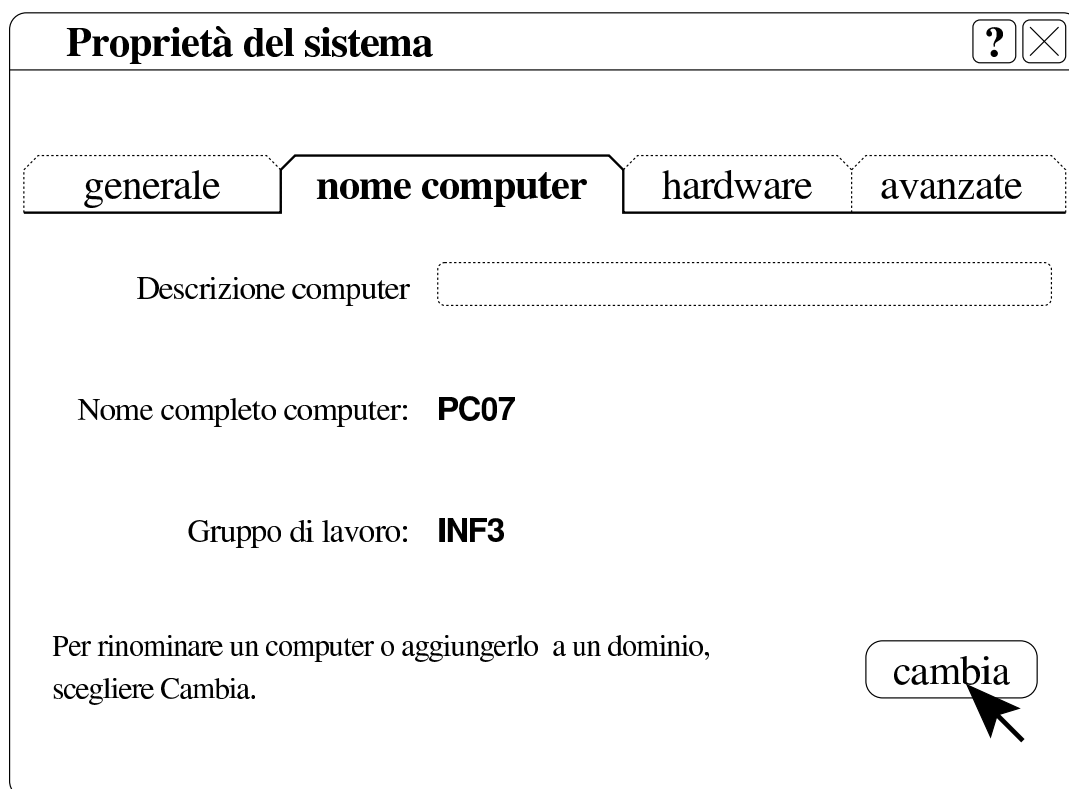 Proprietà del sistema ?
generale nome computer hardware avanzate
Descrizione computer
Nome completo computer: PC07
Gruppo di lavoro: INF3
Per rinominare un computer o aggiungerlo a un dominio,
scegliere Cambia.
cambia